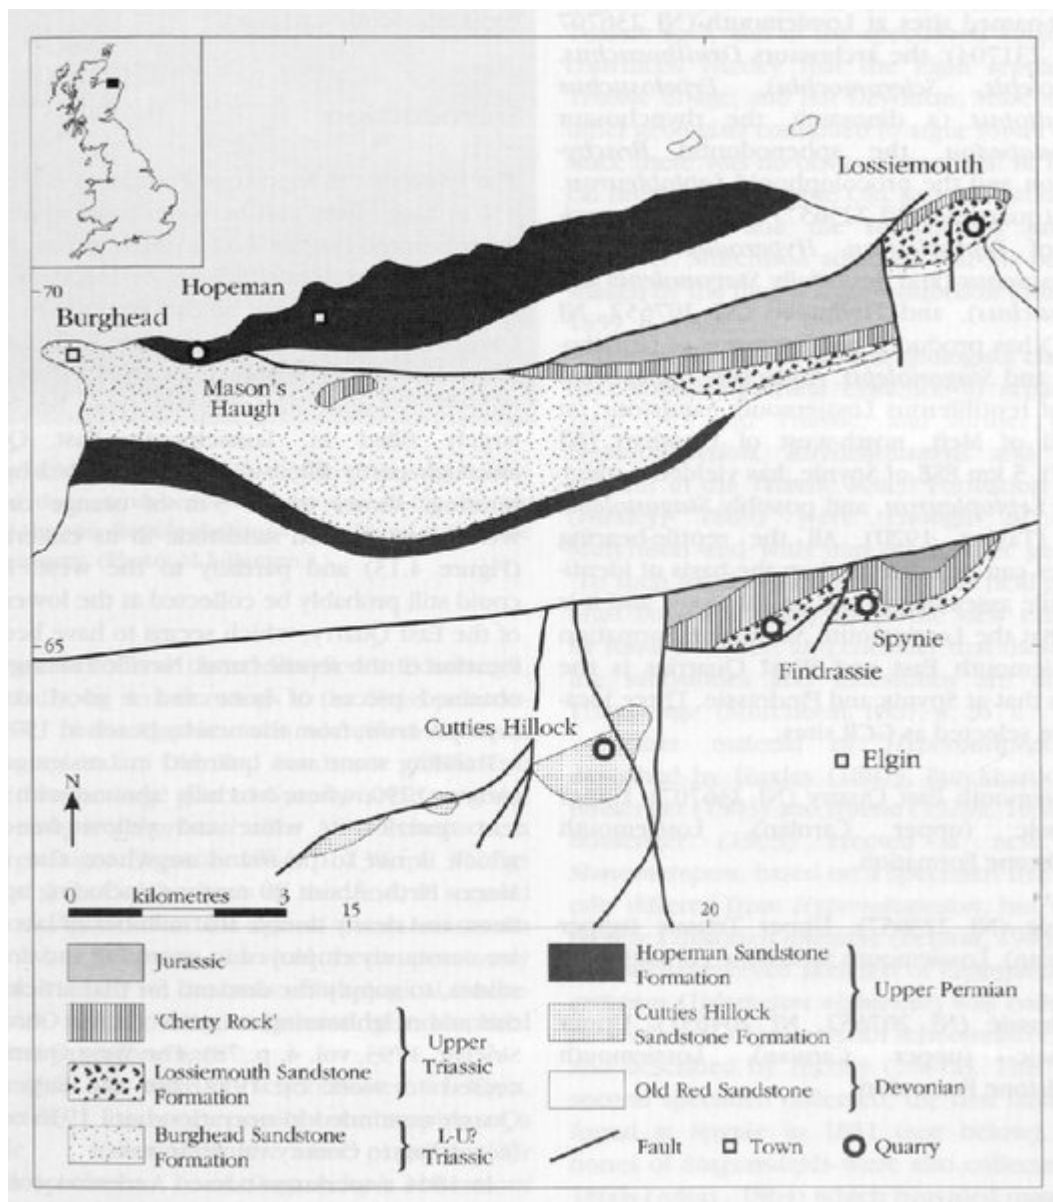 Lossiemouth
70
Hopeman
Burghead
Mason's
Haugh
65
Spynie
Findrassie
Cutties Hillock
Elgin
N
0 kilometres 3
15
20
Jurassic
'Cherty Rock'
Upper
Triassic
Lossiemouth Sandstone
Formation
Burghead Sandstone
Formation
L-U?
Triassic
Hopeman Sandstone
Formation
Upper Permian
Cutties Hillock
Sandstone Formation
Old Red Sandstone
Devonian
Fault
Town
Quarry